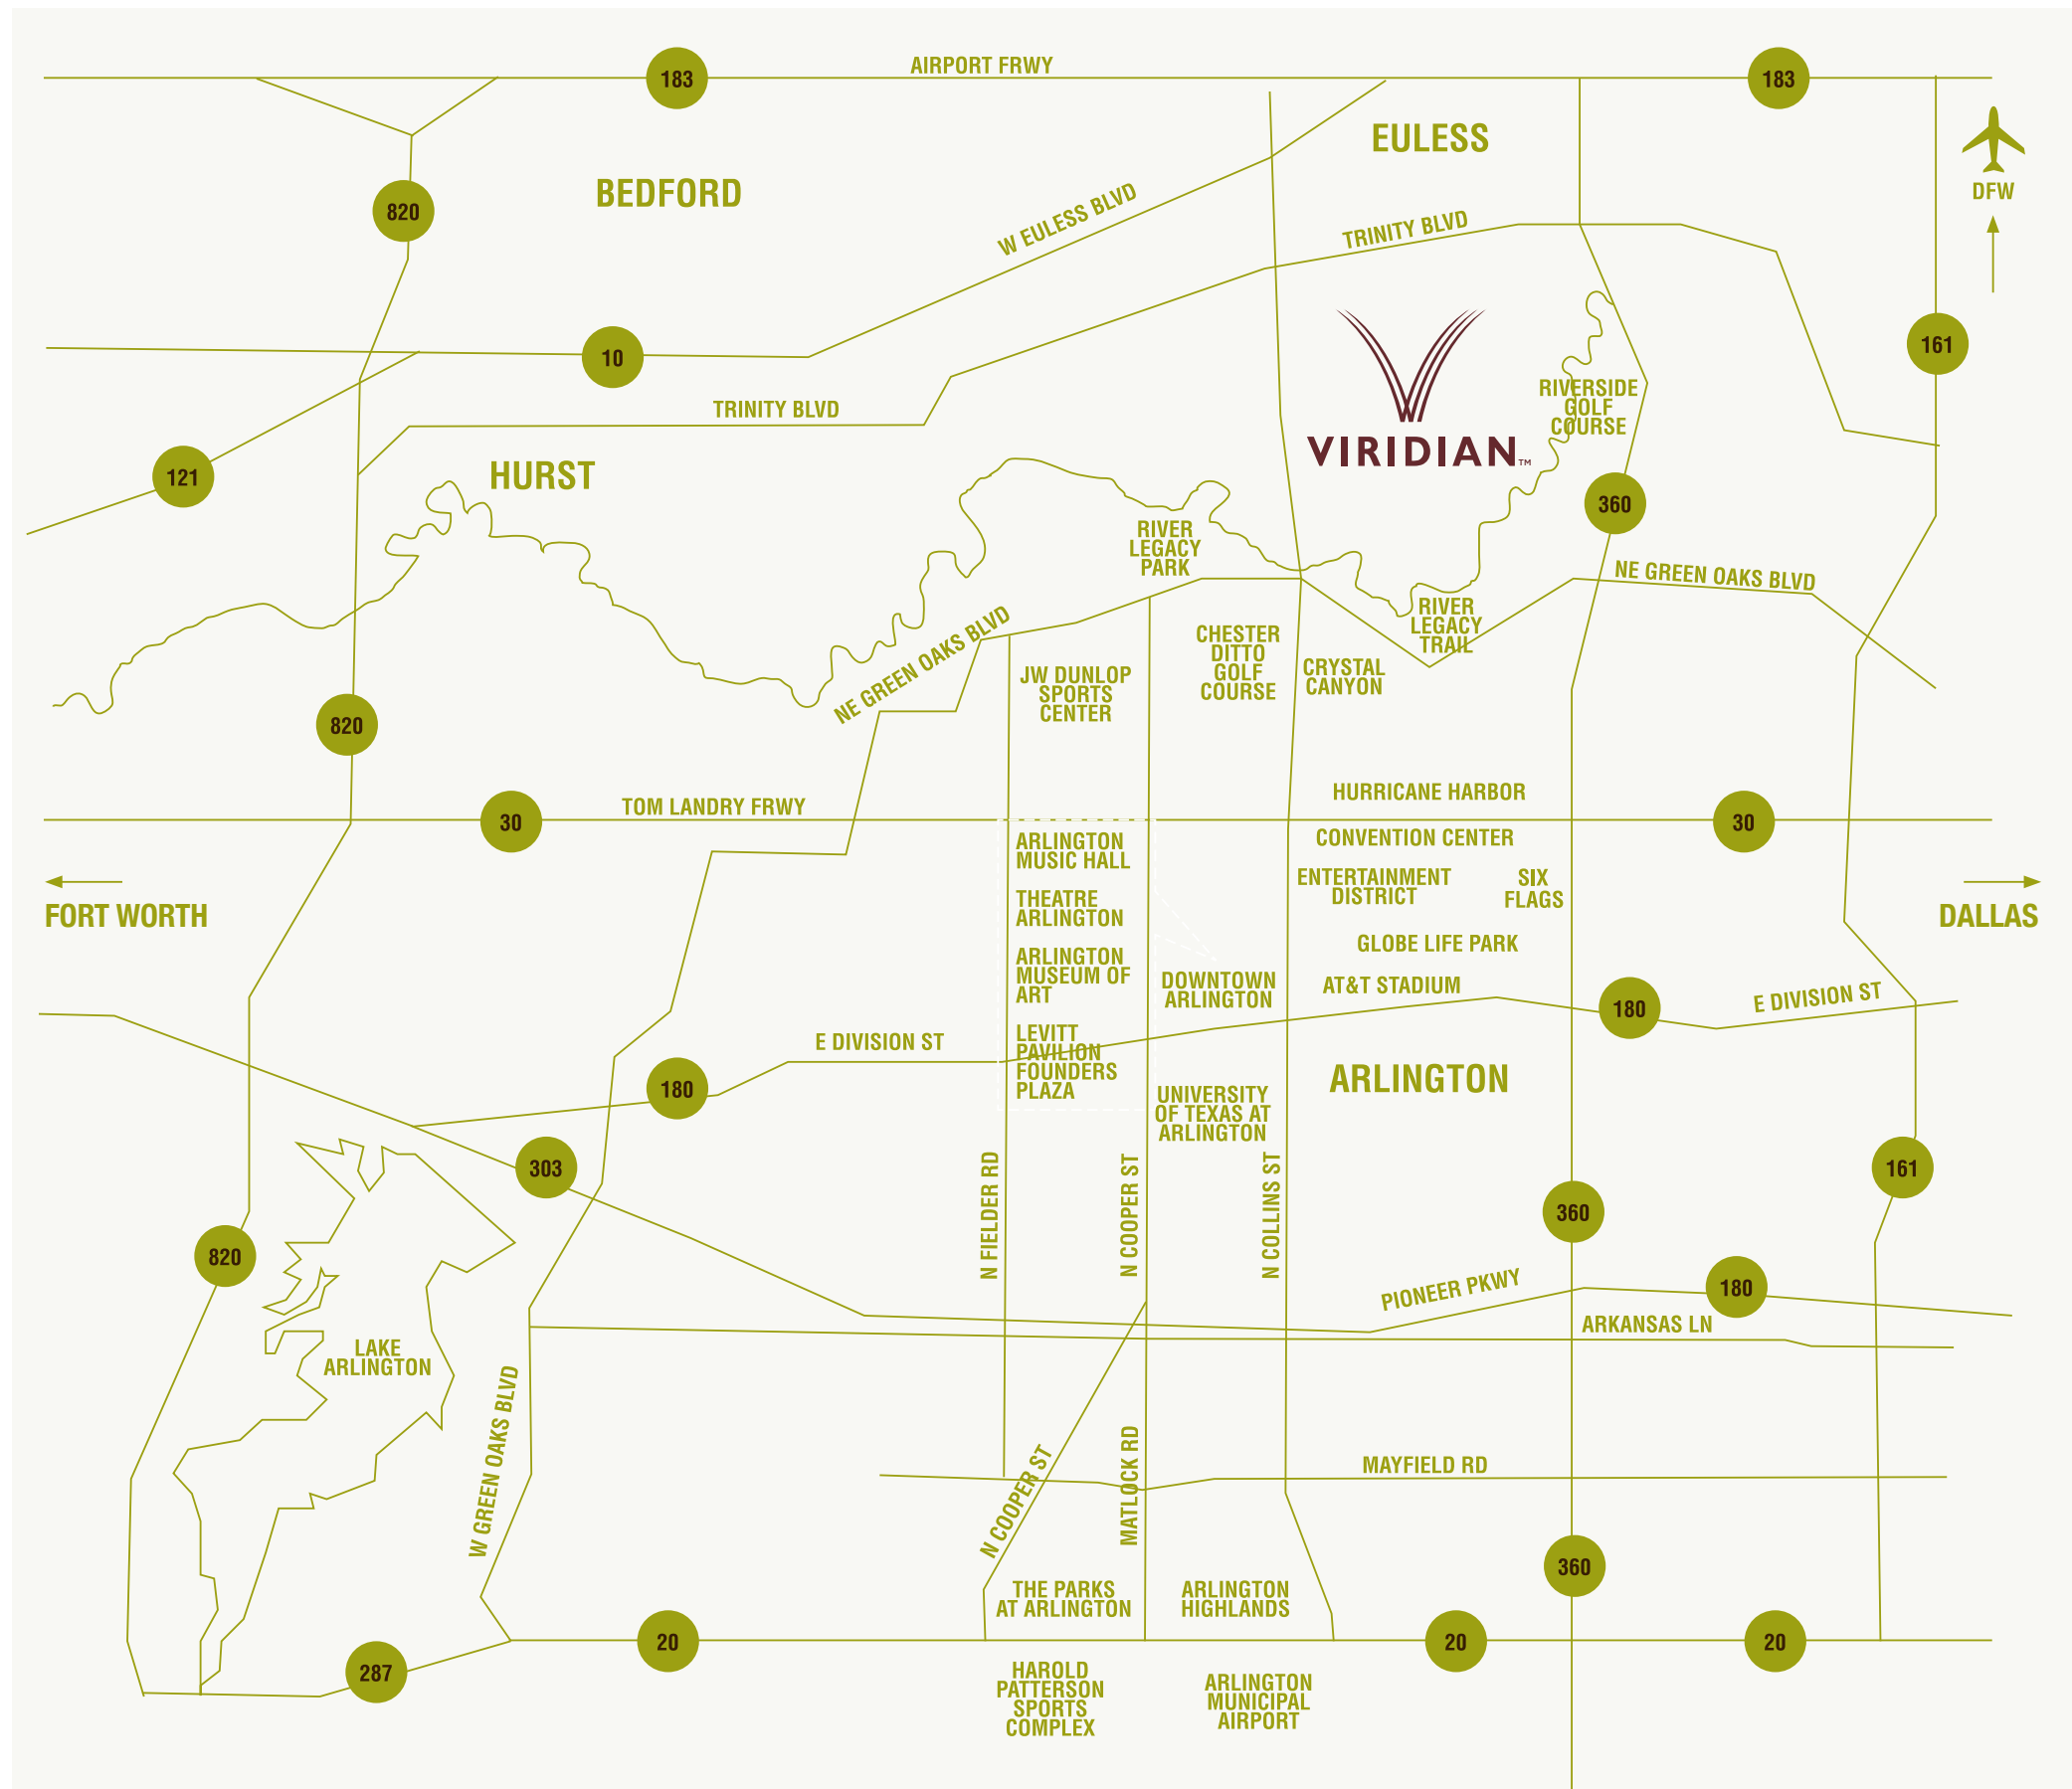 AIRPORT FRWY
183
183
EULESS
BEDFORD
820
W EULESS BLVD
TRINITY BLVD
DFW
161
10
TRINITY BLVD
VIRIDIAN™
RIVERSIDE
GOLF
COURSE
121
HURST
360
RIVER
LEGACY
PARK
NE GREEN OAKS BLVD
RIVER
LEGACY
TRAIL
NE GREEN OAKS BLVD
CHESTER
DITTO
GOLF
COURSE
CRYSTAL
CANYON
JW DUNLOP
SPORTS
CENTER
820
HURRICANE HARBOR
TOM LANDRY FRWY
30
30
CONVENTION CENTER
ARLINGTON
MUSIC HALL
ENTERTAINMENT
DISTRICT
SIX
FLAGS
FORT WORTH
DALLAS
THEATRE
ARLINGTON
GLOBE LIFE PARK
ARLINGTON
MUSEUM OF
ART
DOWNTOWN
ARLINGTON
AT&T STADIUM
180
E DIVISION ST
E DIVISION ST
LEVITT
PAVILION
FOUNDERS
PLAZA
180
ARLINGTON
UNIVERSITY
OF TEXAS AT
ARLINGTON
303
161
N FIELDER RD
N COOPER ST
N COLLINS ST
360
820
PIONEER PKWY
180
ARKANSAS LN
LAKE
ARLINGTON
W GREEN OAKS BLVD
MAYFIELD RD
N COOPER ST
MATLOCK RD
360
THE PARKS
AT ARLINGTON
ARLINGTON
HIGHLANDS
20
20
20
287
HAROLD
PATTERSON
SPORTS
COMPLEX
ARLINGTON
MUNICIPAL
AIRPORT